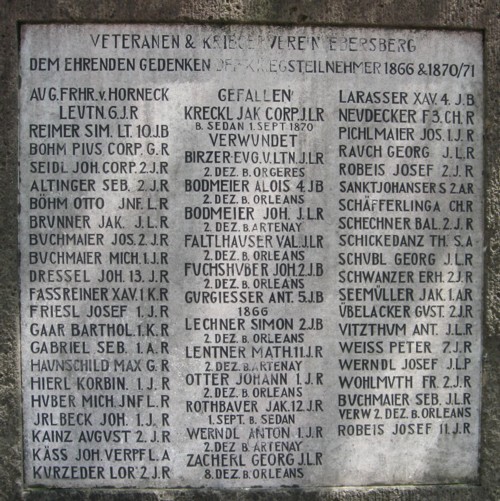 VETERANEN & KRIEGERVEREIN EBERSBERG
DEM EHRENDEN GEDENKEN DER KRIEGSTEILNEHMER 1866 & 1870/71
AUG. FRHR. v. HORNECK
LEUTN. 6. J.R
REIMER SIM. LT. 10. J.B
BÖHM PIUS CORP. G.R
SEIDL JOH. CORP. 2. J.R
ALTINGER SEB. 2. J.R
BÖHM OTTO JNF. L.R
BRUNNER JAK. J.L.R
BUCHMAIER JOS. 2. J.R
BUCHMAIER MICH. 1. J.R
DRESSEL JOH. 13. J.R
FASSREINER XAV. 1. K.R
FRIESL JOSEF 1. J.R
GAAR BARTHOL. 1. K.R
GABRIEL SEB. 1. A.R
HAUNSCHILD MAX G.R
HIERL KORBIN. 1. J.R
HUBER MICH. JNF. L.R
JRLBECK JOH. 1. J.R
KAINZ AUGUST 2. J.R
KÄSS JOH. VERPFL. A
KURZEDER LOR. 2. J.R
GEFALLEN
KRECKL JAK CORP. J.L.R
B. SEDAN 1. SEPT. 1870
VERWUNDET
BIRZER EUG. U. LTN. J.L.R
2. DEZ. B. ORGERES
BODMEIER ALOIS 4. J.B
2. DEZ. B. ORLEANS
BODMEIER JOH. J.L.R
2. DEZ. B. ARTENAY
FALTLHAUSER VAL. J.L.R
2. DEZ. B. ORLEANS
FUCHSHUBER JOH. 2. J.B
2. DEZ. B. ORLEANS
GURGIESSER ANT. 5. J.B
1866
LECHNER SIMON 2. J.B
2. DEZ. B. ORLEANS
LENTNER MATH. 11. J.R
2. DEZ. B. ARTENAY
OTTER JOHANN 1. J.R
2. DEZ. B. ORLEANS
ROTHBAUER JAK. 12. J.R
1. SEPT. B. SEDAN
WERNDL ANTON 1. J.R
2. DEZ. B. ARTENAY
ZACHERL GEORG J.L.R
8. DEZ. B. ORLEANS
LARASSER XAV. 4. J.B
NEUDECKER F. 3. CH. R
PICHLMAIER JOS. 1. J.R
RAUCH GEORG J.L.R
ROBEIS JOSEF 2. J.R
SANKTJOHANSER S. 2. AR
SCHÄFFERLING A. CH. R
SCHECHNER BAL. 2. J.R
SCHICKEDANZ TH. S. A
SCHUBL GEORG J.L.R
SCHWANZER ERH. 2. J.R
SEEMÜLLER JAK. 1. AR
ÜBELACKER GUST. 2. J.R
VITZTHUM ANT. J.L.R
WEISS PETER 7. J.R
WERNDL JOSEF J.L.P
WOHLMUTH FR. 2. J.R
BUCHMAIER SEB. J.L.R
VERW. 2. DEZ. B. ORLEANS
ROBEIS JOSEF 11. J.R